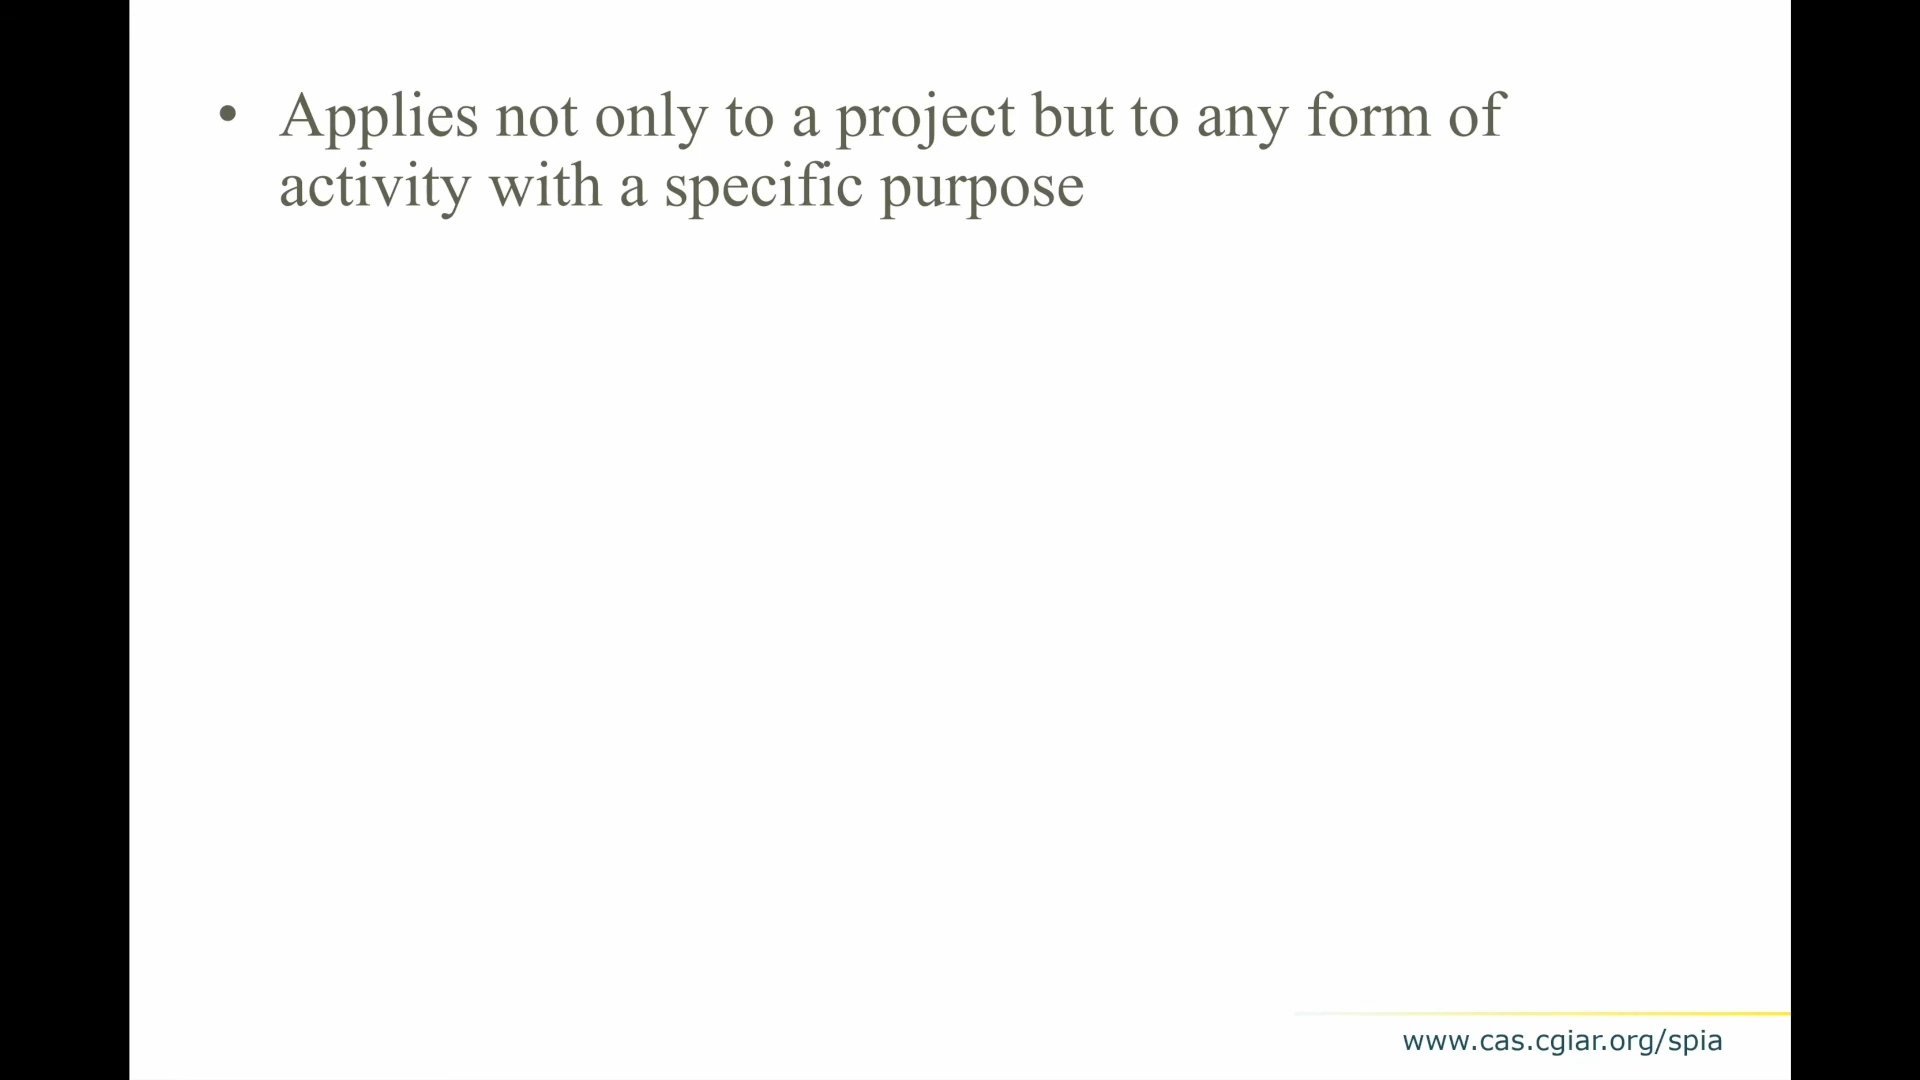 • Applies not only to a project but to any form of
activity with a specific purpose
www.cas.cgiar.org/spia